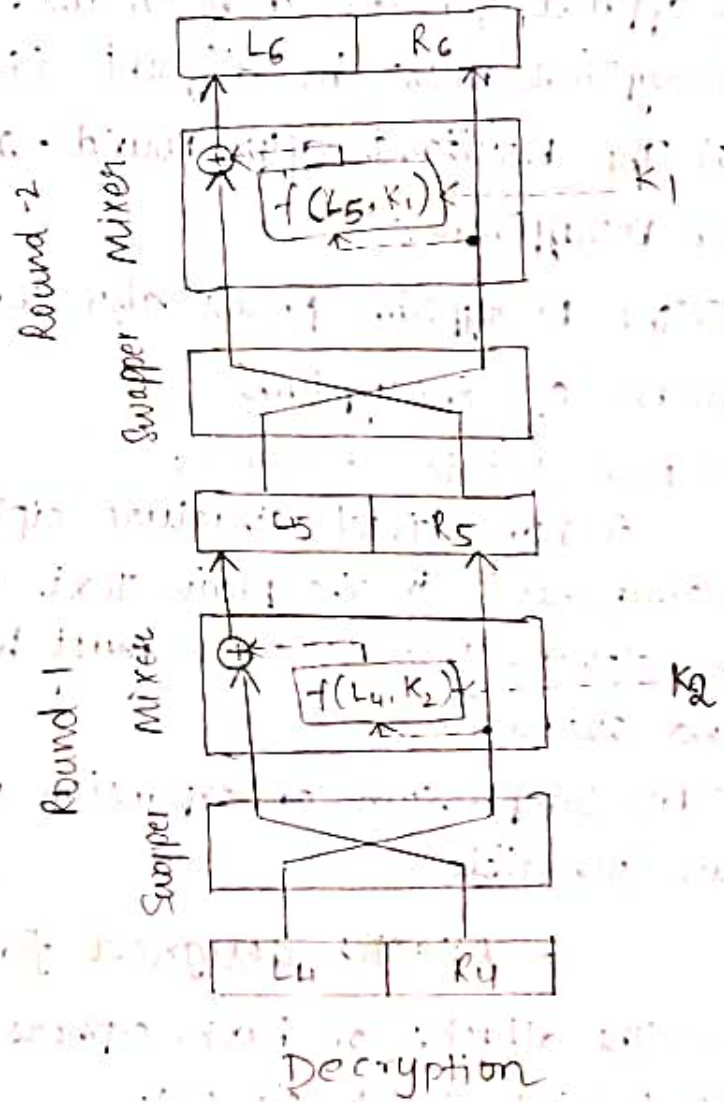 L6 R6
Round-2
Mixer
f(L5, K1)
K1
Swapper
L5 R5
Round-1
Mixer
f(L4, K2)
K2
Swapper
L4 R4
Decryption